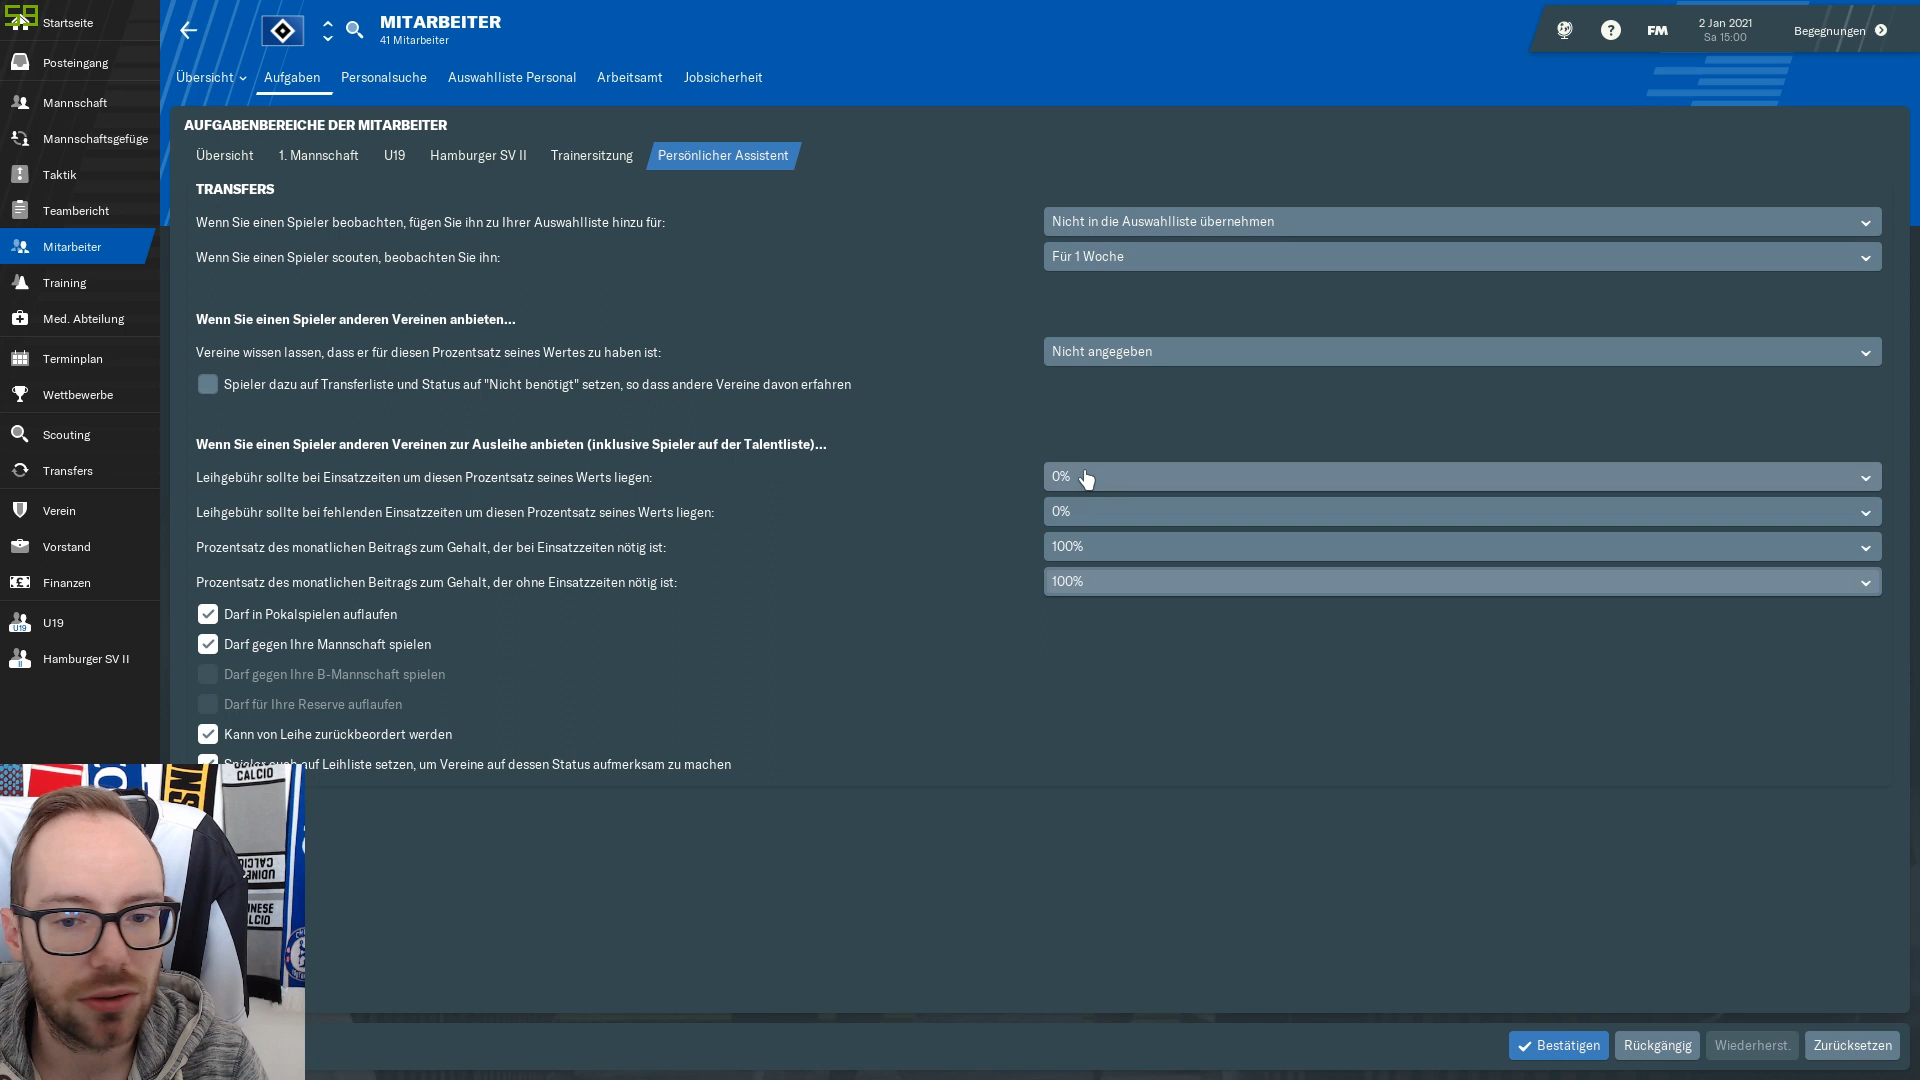 59
Startseite
Posteingang
Mannschaft
Mannschaftsgefüge
Taktik
Teambericht
Mitarbeiter
Training
Med. Abteilung
Terminplan
Wettbewerbe
Scouting
Transfers
Verein
Vorstand
Finanzen
U19
U19
Hamburger SV II
II
MITARBEITER
41 Mitarbeiter
?
FM
2 Jan 2021
Sa 15:00
Begegnungen
Übersicht Aufgaben Personalsuche Auswahlliste Personal Arbeitsamt Jobsicherheit
AUFGABENBEREICHE DER MITARBEITER
Übersicht 1. Mannschaft U19 Hamburger SV II Trainersitzung Persönlicher Assistent
TRANSFERS
Wenn Sie einen Spieler beobachten, fügen Sie ihn zu Ihrer Auswahlliste hinzu für: Nicht in die Auswahlliste übernehmen
Wenn Sie einen Spieler scouten, beobachten Sie ihn: Für 1 Woche
Wenn Sie einen Spieler anderen Vereinen anbieten...
Vereine wissen lassen, dass er für diesen Prozentsatz seines Wertes zu haben ist: Nicht angegeben
Spieler dazu auf Transferliste und Status auf "Nicht benötigt" setzen, so dass andere Vereine davon erfahren
Wenn Sie einen Spieler anderen Vereinen zur Ausleihe anbieten (inklusive Spieler auf der Talentliste)...
Leihgebühr sollte bei Einsatzzeiten um diesen Prozentsatz seines Werts liegen: 0%
Leihgebühr sollte bei fehlenden Einsatzzeiten um diesen Prozentsatz seines Werts liegen: 0%
Prozentsatz des monatlichen Beitrags zum Gehalt, der bei Einsatzzeiten nötig ist: 100%
Prozentsatz des monatlichen Beitrags zum Gehalt, der ohne Einsatzzeiten nötig ist: 100%
Darf in Pokalspielen auflaufen
Darf gegen Ihre Mannschaft spielen
Darf gegen Ihre B-Mannschaft spielen
Darf für Ihre Reserve auflaufen
Kann von Leihe zurückbeordert werden
Spieler auch auf Leihliste setzen, um Vereine auf dessen Status aufmerksam zu machen
CALCIO
CALCIO
UDINE
CALCIO
Bestätigen Rückgängig Wiederherst. Zurücksetzen